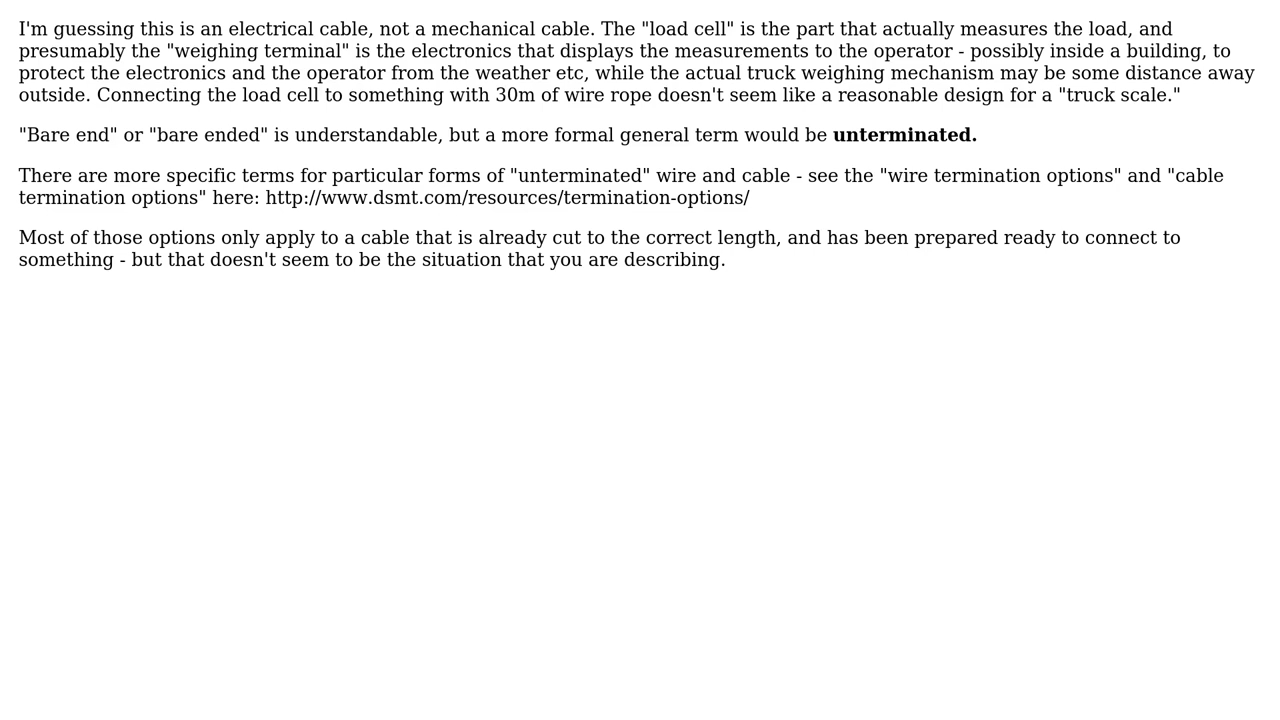 I'm guessing this is an electrical cable, not a mechanical cable. The "load cell" is the part that actually measures the load, and
presumably the "weighing terminal" is the electronics that displays the measurements to the operator - possibly inside a building, to
protect the electronics and the operator from the weather etc, while the actual truck weighing mechanism may be some distance away
outside. Connecting the load cell to something with 30m of wire rope doesn't seem like a reasonable design for a "truck scale."
"Bare end" or "bare ended" is understandable, but a more formal general term would be unterminated.
There are more specific terms for particular forms of "unterminated" wire and cable - see the "wire termination options" and "cable
termination options" here: http://www.dsmt.com/resources/termination-options/
Most of those options only apply to a cable that is already cut to the correct length, and has been prepared ready to connect to
something - but that doesn't seem to be the situation that you are describing.